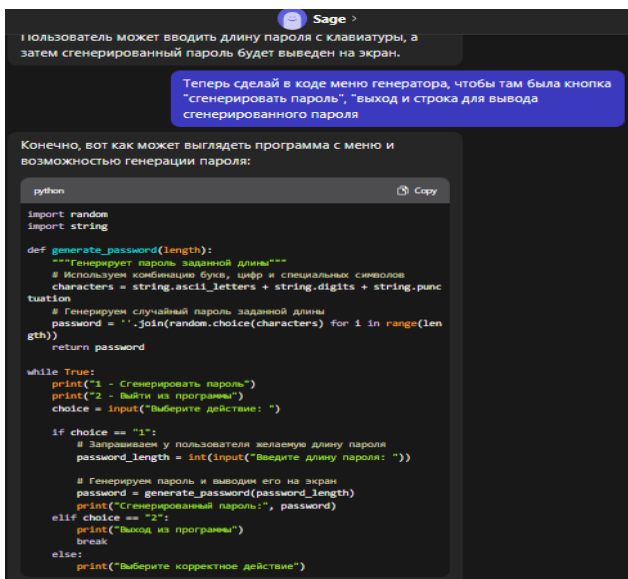 Sage >
Пользователь может вводить длину пароля с клавиатуры, а
затем сгенерированный пароль будет выведен на экран.
Теперь сделай в коде меню генератора, чтобы там была кнопка
"сгенерировать пароль", "выход и строка для вывода
сгенерированного пароля
Конечно, вот как может выглядеть программа с меню и
возможностью генерации пароля:
python
Copy
import random
import string
def generate_password(length):
"""Генерирует пароль заданной длины"""
# Используем комбинацию букв, цифр и специальных символов
characters = string.ascii_letters + string.digits + string.punc
tuation
# Генерируем случайный пароль заданной длины
password = ''.join(random.choice(characters) for i in range(len
gth))
return password
while True:
print("1 - Сгенерировать пароль")
print("2 - Выйти из программы")
choice = input("Выберите действие: ")
if choice == "1":
# Запрашиваем у пользователя желаемую длину пароля
password_length = int(input("Введите длину пароля: "))
# Генерируем пароль и выводим его на экран
password = generate_password(password_length)
print("Сгенерированный пароль:", password)
elif choice == "2":
print("Выход из программы")
break
else:
print("Выберите корректное действие")